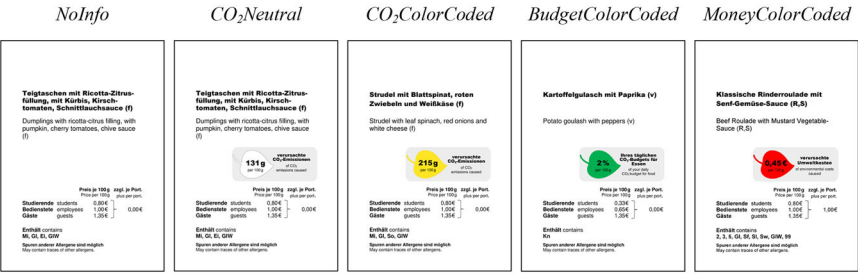 NoInfo
Teigtaschen mit Ricotta-Zitrus-
füllung, mit Kürbis, Kirsch-
tomaten, Schnittlauchsauce (f)
Dumplings with ricotta-citrus filling, with
pumpkin, cherry tomatoes, chive sauce
(f)
Preis je 100 g zzgl. je Port.
Price per 100 g plus per port.
Studierende students 0,80€
Bedienstete employees 1,00€ 0,00€
Gäste guests 1,35€
Enthält contains
Mi, Gl, Ei, GlW
Spuren anderer Allergene sind möglich
May contain traces of other allergens.
CO2Neutral
Teigtaschen mit Ricotta-Zitrus-
füllung, mit Kürbis, Kirsch-
tomaten, Schnittlauchsauce (f)
Dumplings with ricotta-citrus filling, with
pumpkin, cherry tomatoes, chive sauce
(f)
131g
per 100g
verursachte
CO2-Emissionen
of CO2
emissions caused
Preis je 100 g zzgl. je Port.
Price per 100 g plus per port.
Studierende students 0,80€
Bedienstete employees 1,00€ 0,00€
Gäste guests 1,35€
Enthält contains
Mi, Gl, Ei, GlW
Spuren anderer Allergene sind möglich
May contain traces of other allergens.
CO2ColorCoded
Strudel mit Blattspinat, roten
Zwiebeln und Weißkäse (f)
Strudel with leaf spinach, red onions and
white cheese (f)
215g
per 100g
verursachte
CO2-Emissionen
of CO2
emissions caused
Preis je 100 g zzgl. je Port.
Price per 100 g plus per port.
Studierende students 0,80€
Bedienstete employees 1,00€ 0,00€
Gäste guests 1,35€
Enthält contains
Mi, Gl, So, GlW
Spuren anderer Allergene sind möglich
May contain traces of other allergens.
BudgetColorCoded
Kartoffelgulasch mit Paprika (v)
Potato goulash with peppers (v)
2%
per 100g
Ihres täglichen
CO2-Budgets für
Essen
of your daily
CO2 budget for food
Preis je 100 g zzgl. je Port.
Price per 100 g plus per port.
Studierende students 0,33€
Bedienstete employees 0,65€ 0,00€
Gäste guests 1,35€
Enthält contains
Kn
Spuren anderer Allergene sind möglich
May contain traces of other allergens.
MoneyColorCoded
Klassische Rinderroulade mit
Senf-Gemüse-Sauce (R,S)
Beef Roulade with Mustard Vegetable-
Sauce (R,S)
0,45€
per 100g
verursachte
Umweltkosten
of environmental costs
caused
Preis je 100 g zzgl. je Port.
Price per 100 g plus per port.
Studierende students 0,80€
Bedienstete employees 1,00€ 1,00€
Gäste guests 1,35€
Enthält contains
2, 3, 5, Gl, Sf, Sl, Sw, GlW, 99
Spuren anderer Allergene sind möglich
May contain traces of other allergens.